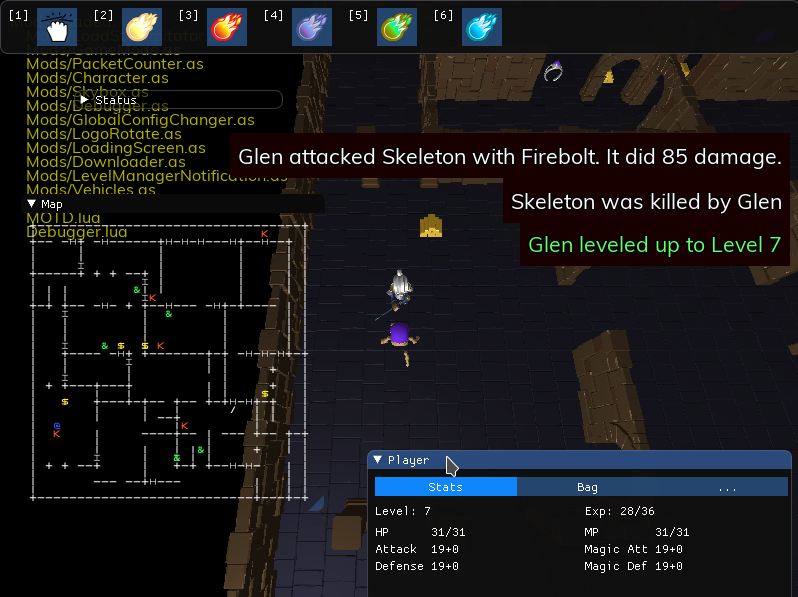 [1] [2] [3] [4] [5] [6]
Mods/PacketCounter.as
Mods/Character.as
Mods/Skybox.as
Status
Mods/Debugger.as
Mods/GlobalConfigChanger.as
Mods/LogoRotate.as
Mods/LoadingScreen.as
Mods/Downloader.as
Mods/LevelManagerNotification.as
Mods/Vehicles.as
Map
MOTD.lua
Debugger.lua
Glen attacked Skeleton with Firebolt. It did 85 damage.
Skeleton was killed by Glen
Glen leveled up to Level 7
Player
Stats Bag ...
Level: 7 Exp: 28/36
HP 31/31 MP 31/31
Attack 19+0 Magic Att 19+0
Defense 19+0 Magic Def 19+0